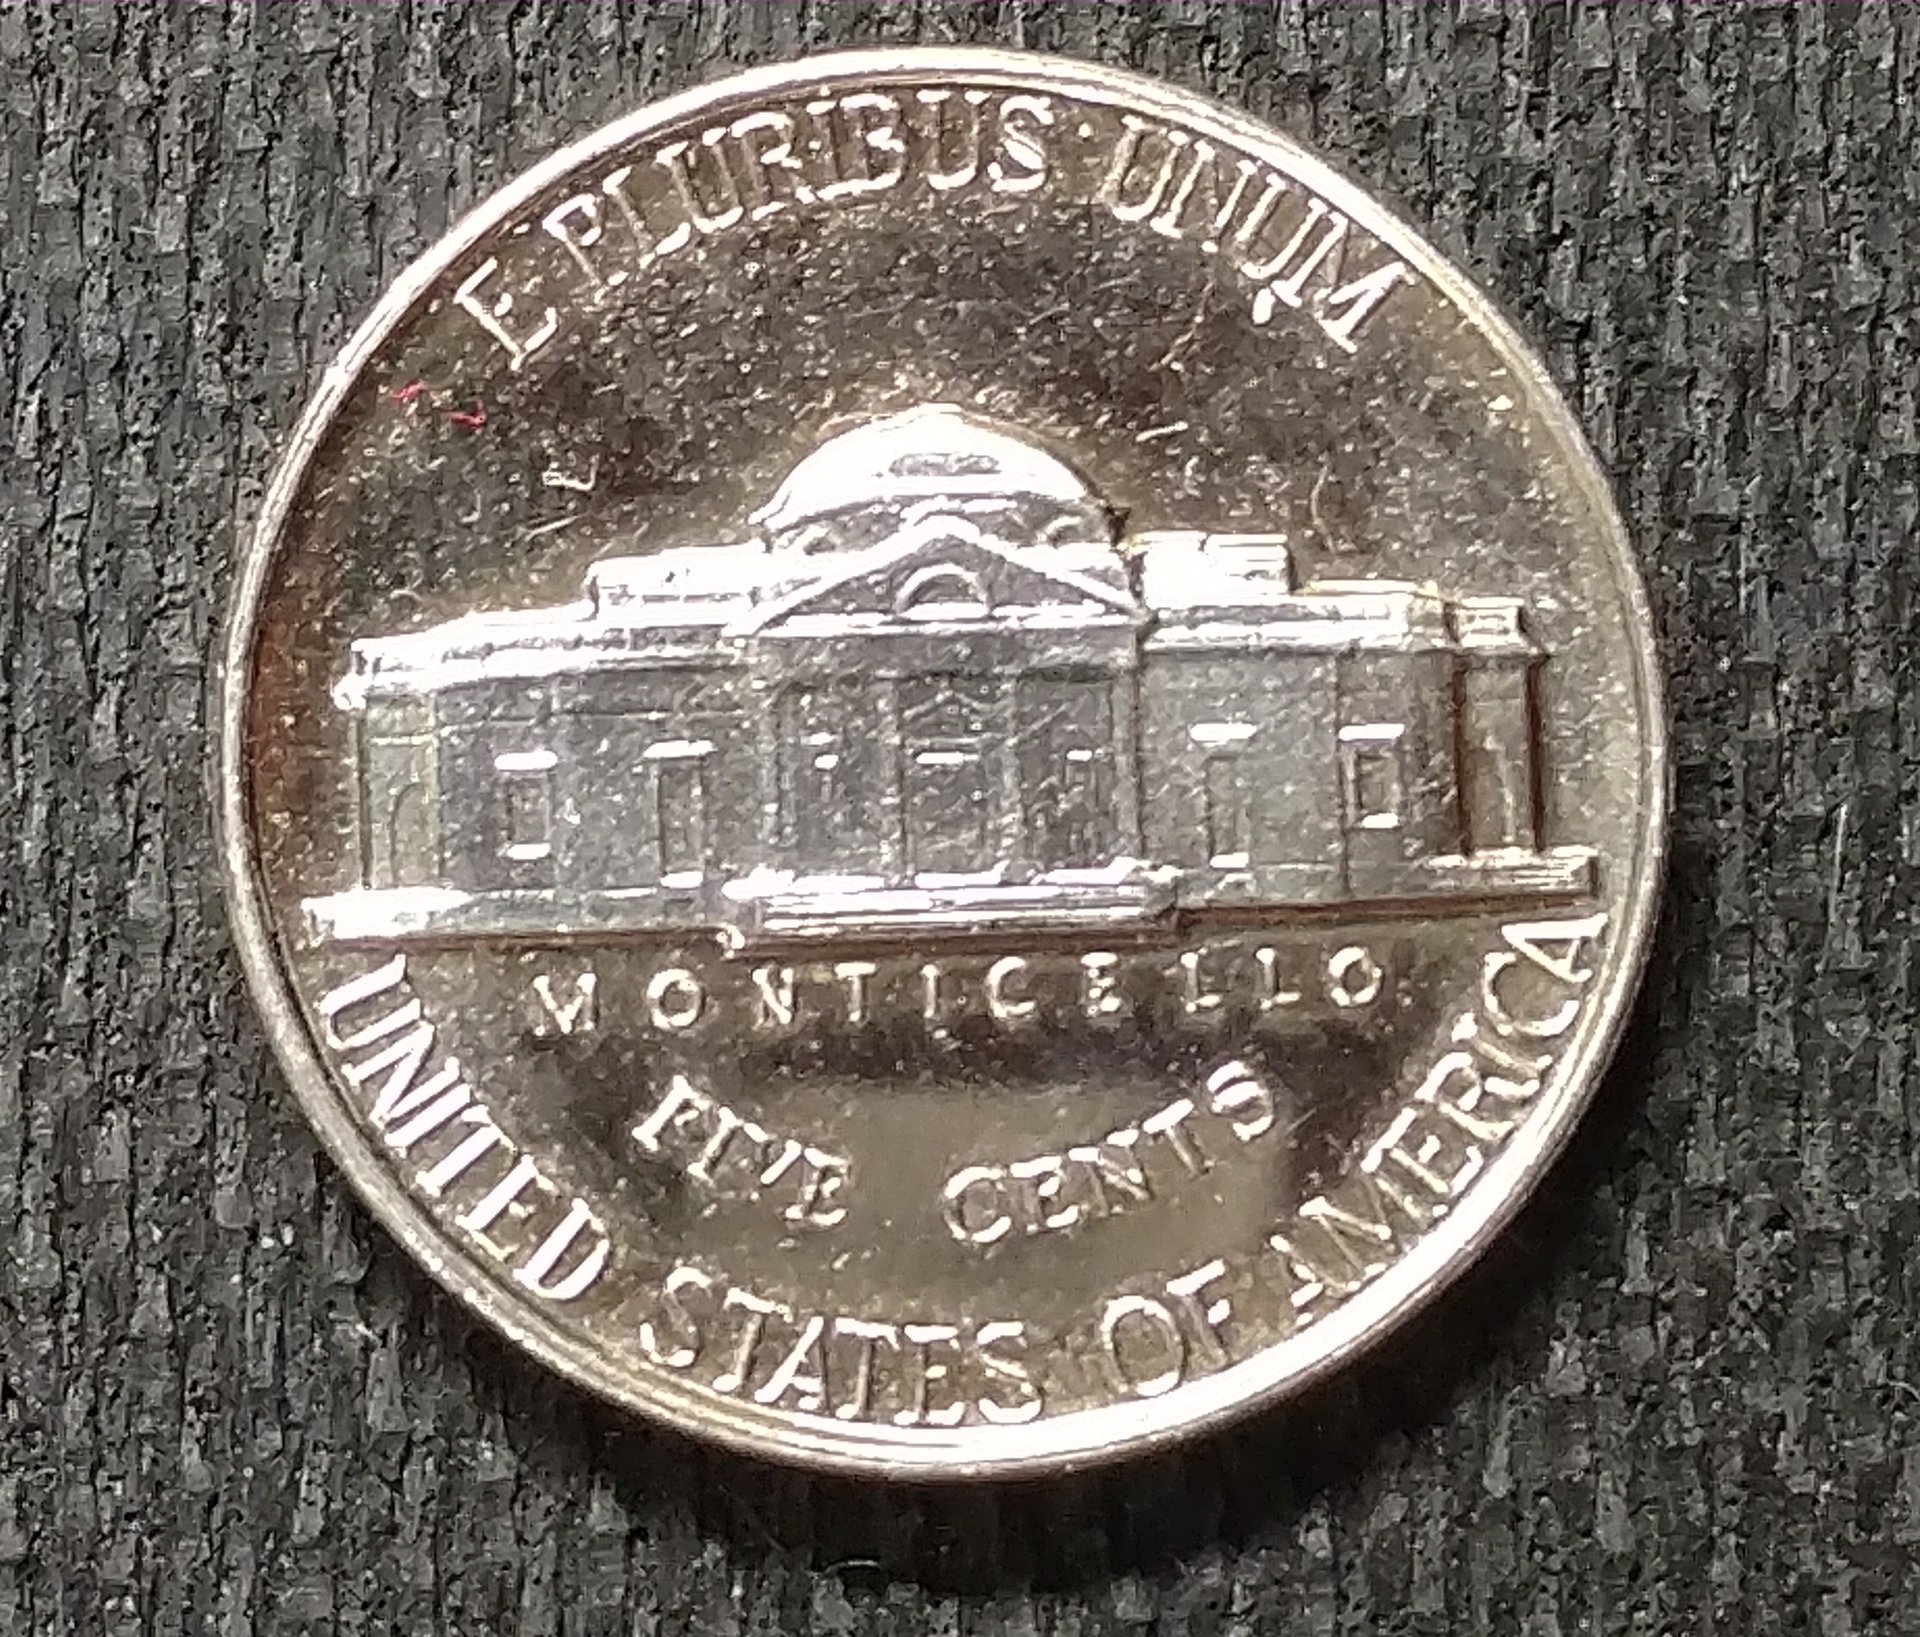 E PLURIBUS · UNUM
MONTICELLO
FIVE CENTS
UNITED STATES · OF AMERICA